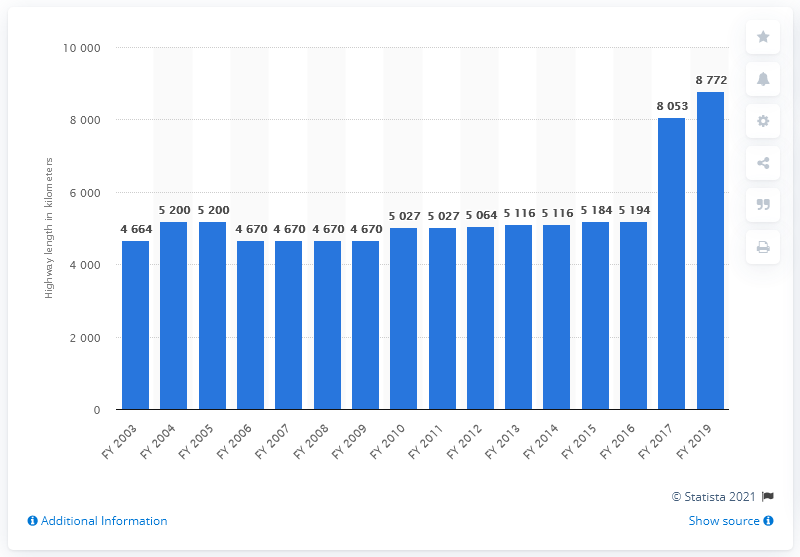 10 000
8 000
6 000
4 000
2 000
0
Highway length in kilometers
4 664
5 200
5 200
4 670
4 670
4 670
4 670
5 027
5 027
5 064
5 116
5 116
5 184
5 194
8 053
8 772
FY 2003
FY 2004
FY 2005
FY 2006
FY 2007
FY 2008
FY 2009
FY 2010
FY 2011
FY 2012
FY 2013
FY 2014
FY 2015
FY 2016
FY 2017
FY 2019
© Statista 2021
Additional Information
Show source